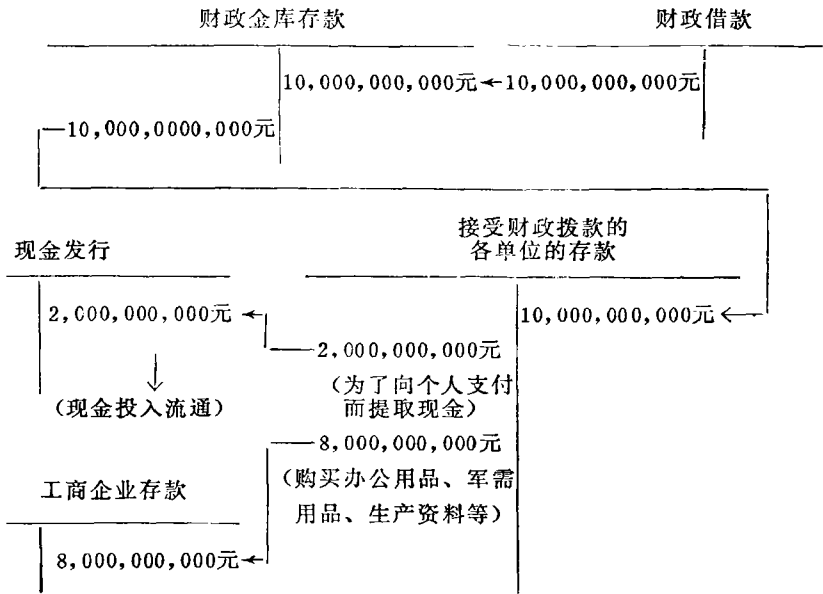 财政金库存款
财政借款
10,000,000,000元←10,000,000,000元
10,000,0000,000元
接受财政拨款的
各单位的存款
现金发行
2,000,000,000元
10,000,000,000元
2,000,000,000元
(为了向个人支付
而提取现金)
(现金投入流通)
8,000,000,000元
(购买办公用品、军需
用品、生产资料等)
工商企业存款
8,000,000,000元